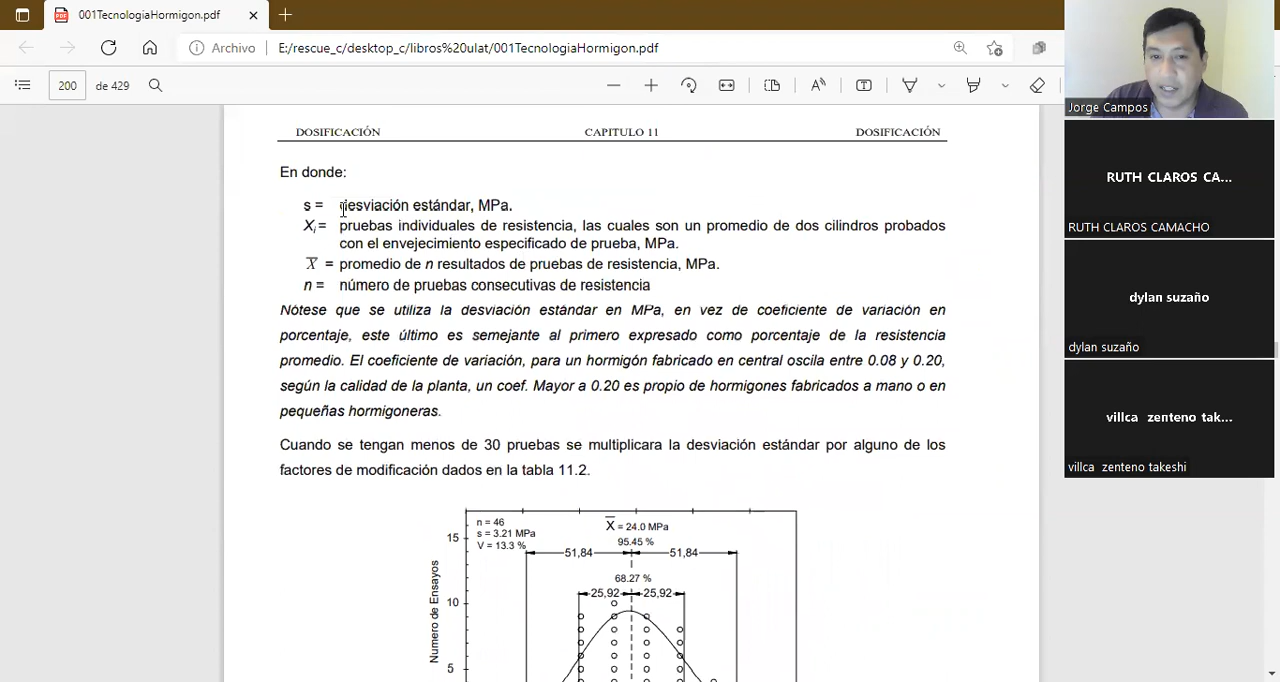 001TecnologiaHormigon.pdf
Archivo
E:/rescue_c/desktop_c/libros%20ulat/001TecnologiaHormigon.pdf
200 de 429
DOSIFICACIÓN CAPITULO 11 DOSIFICACIÓN
En donde:
s = desviación estándar, MPa.
Xi = pruebas individuales de resistencia, las cuales son un promedio de dos cilindros probados
con el envejecimiento especificado de prueba, MPa.
X̅ = promedio de n resultados de pruebas de resistencia, MPa.
n = número de pruebas consecutivas de resistencia
Nótese que se utiliza la desviación estándar en MPa, en vez de coeficiente de variación en
porcentaje, este último es semejante al primero expresado como porcentaje de la resistencia
promedio. El coeficiente de variación, para un hormigón fabricado en central oscila entre 0.08 y 0.20,
según la calidad de la planta, un coef. Mayor a 0.20 es propio de hormigones fabricados a mano o en
pequeñas hormigoneras.
Cuando se tengan menos de 30 pruebas se multiplicara la desviación estándar por alguno de los
factores de modificación dados en la tabla 11.2.
n = 46
s = 3.21 MPa
V = 13.3 %
X̅ = 24.0 MPa
95.45 %
51,84 51,84
68.27 %
25,92 25,92
15
10
5
Numero de Ensayos
Jorge Campos
RUTH CLAROS CA...
RUTH CLAROS CAMACHO
dylan suzaño
dylan suzaño
villca zenteno tak...
villca zenteno takeshi